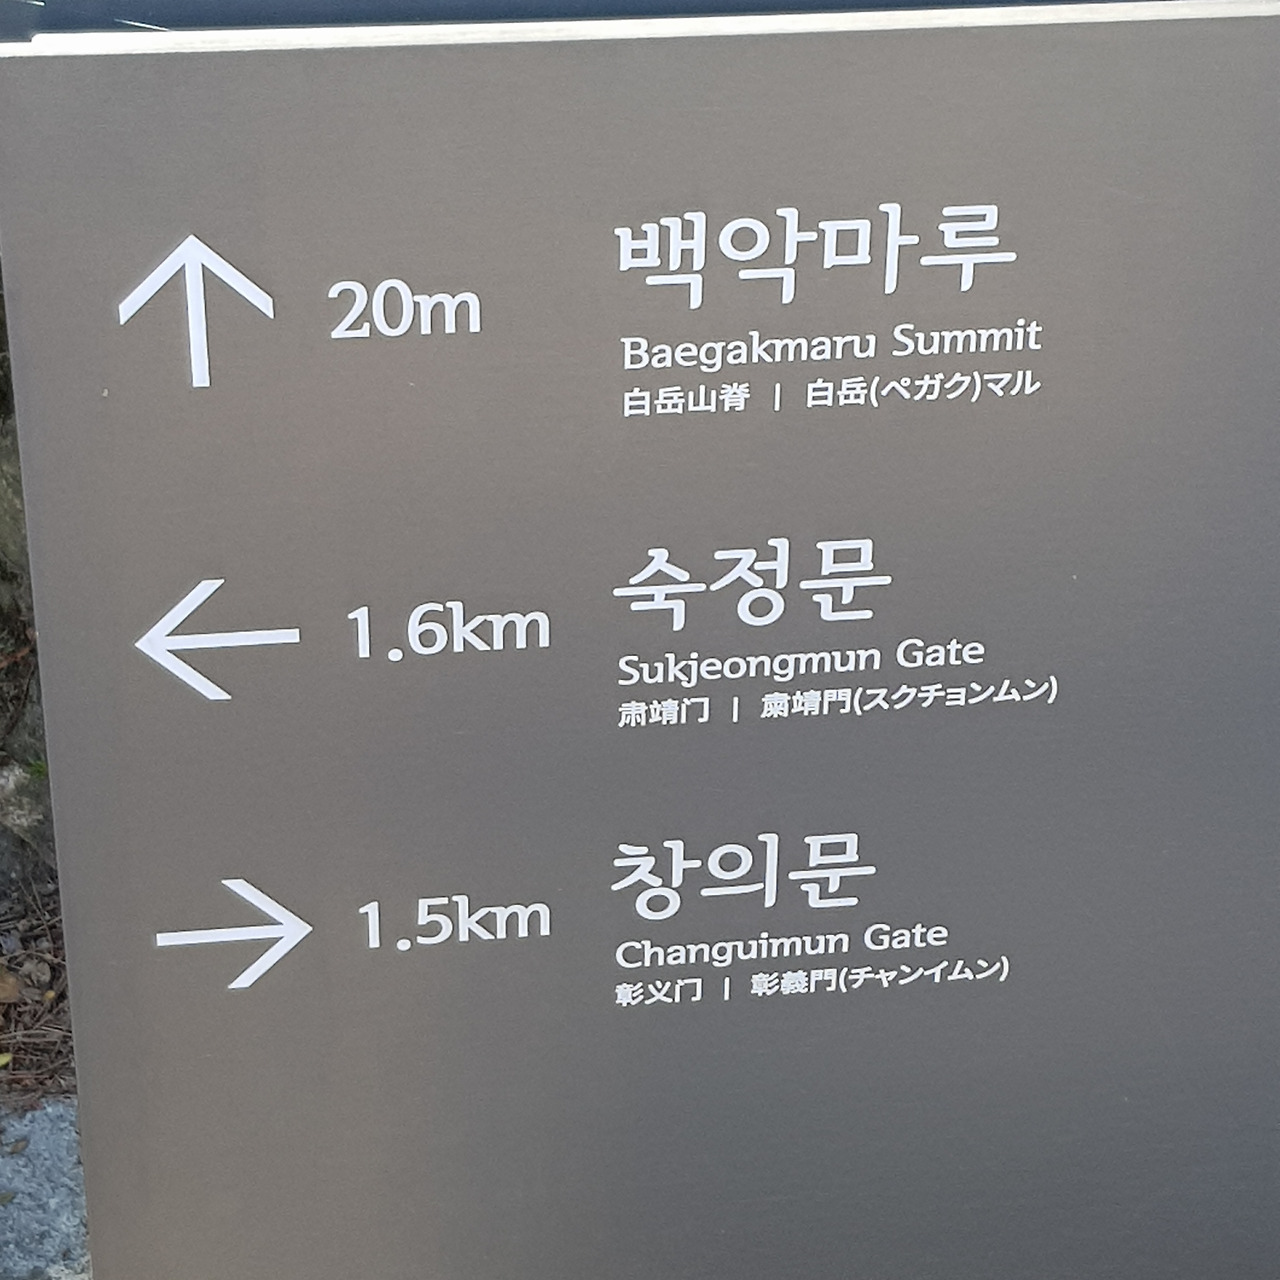 20m 백악마루
Baegakmaru Summit
白岳山脊 | 白岳(ペガク)マル
1.6km 숙정문
Sukjeongmun Gate
肃靖门 | 粛靖門(スクチョンムン)
1.5km 창의문
Changuimun Gate
彰义门 | 彰義門(チャンイムン)